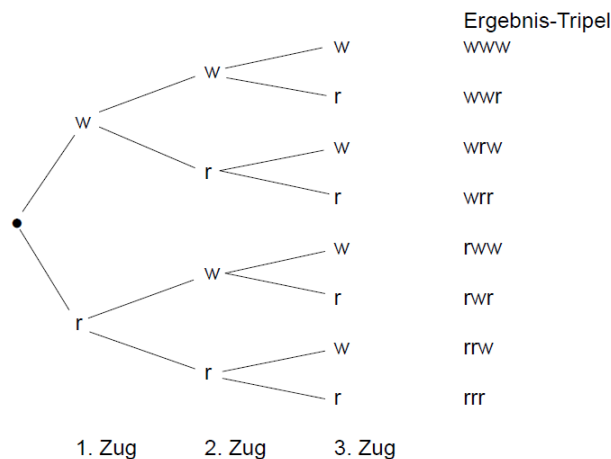 Ergebnis-Tripel
w www
w
r wwr
w
w wrw
r
r wrr
w rww
w
r rwr
r
w rrw
r
r rrr
1. Zug 2. Zug 3. Zug